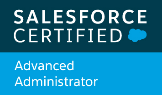 SALESFORCE
CERTIFIED
Advanced
Administrator